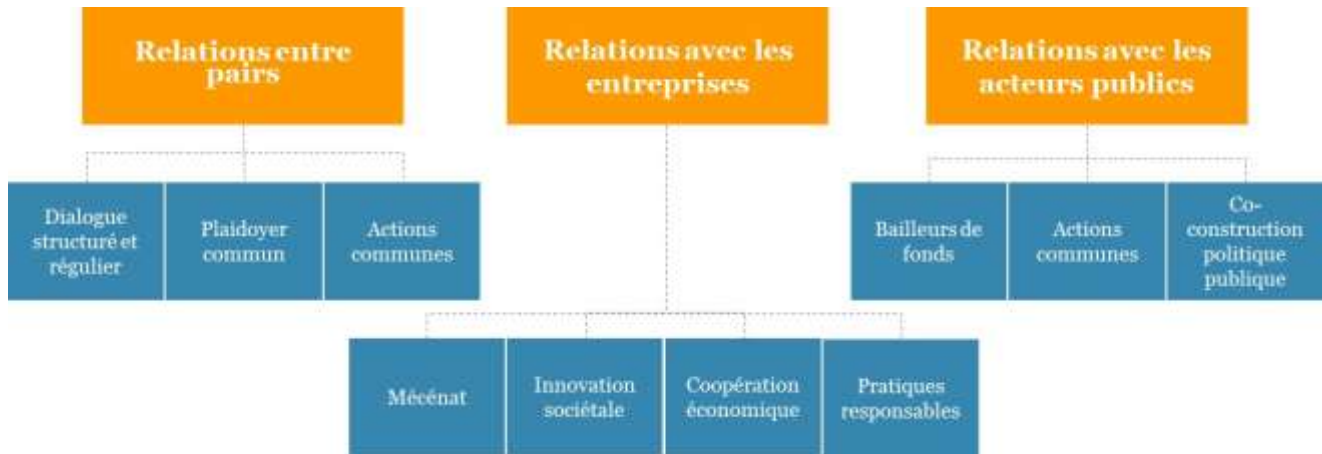 Relations entre
pairs
Relations avec les
entreprises
Relations avec les
acteurs publics
Dialogue
structuré et
régulier
Plaidoyer
commun
Actions
communes
Bailleurs de
fonds
Actions
communes
Co-
construction
politique
publique
Mécénat
Innovation
sociétale
Coopération
économique
Pratiques
responsables